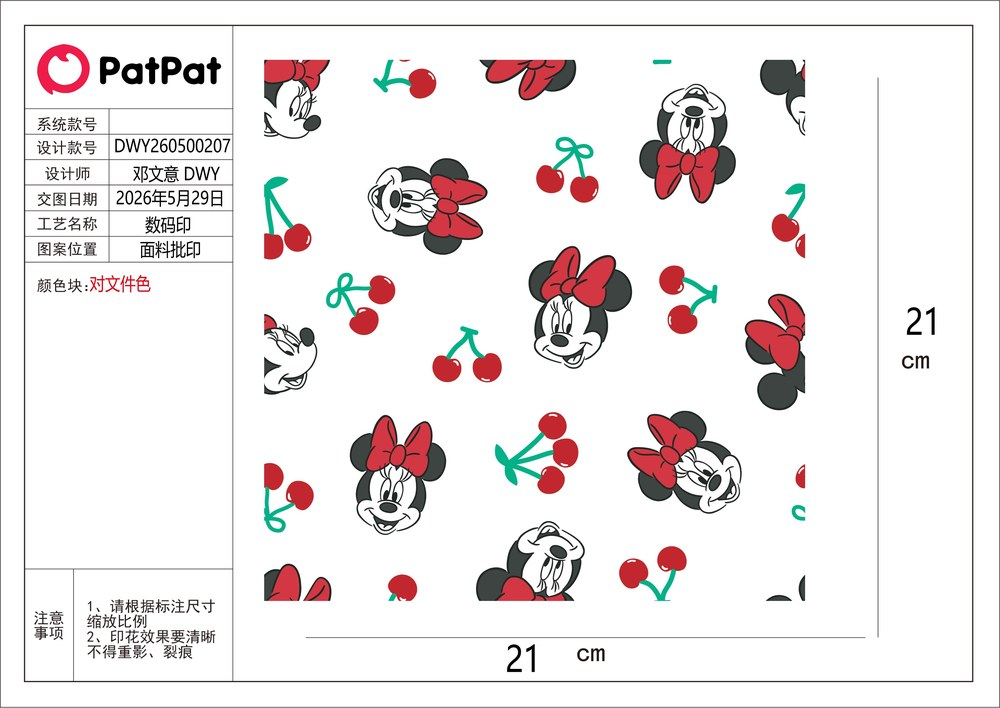 PatPat
系统款号
设计款号 DWY260500207
设计师 邓文意 DWY
交图日期 2026年5月29日
工艺名称 数码印
图案位置 面料批印
颜色块:对文件色
21
cm
21 cm
注意
事项
1、请根据标注尺寸
缩放比例
2、印花效果要清晰
不得重影、裂痕